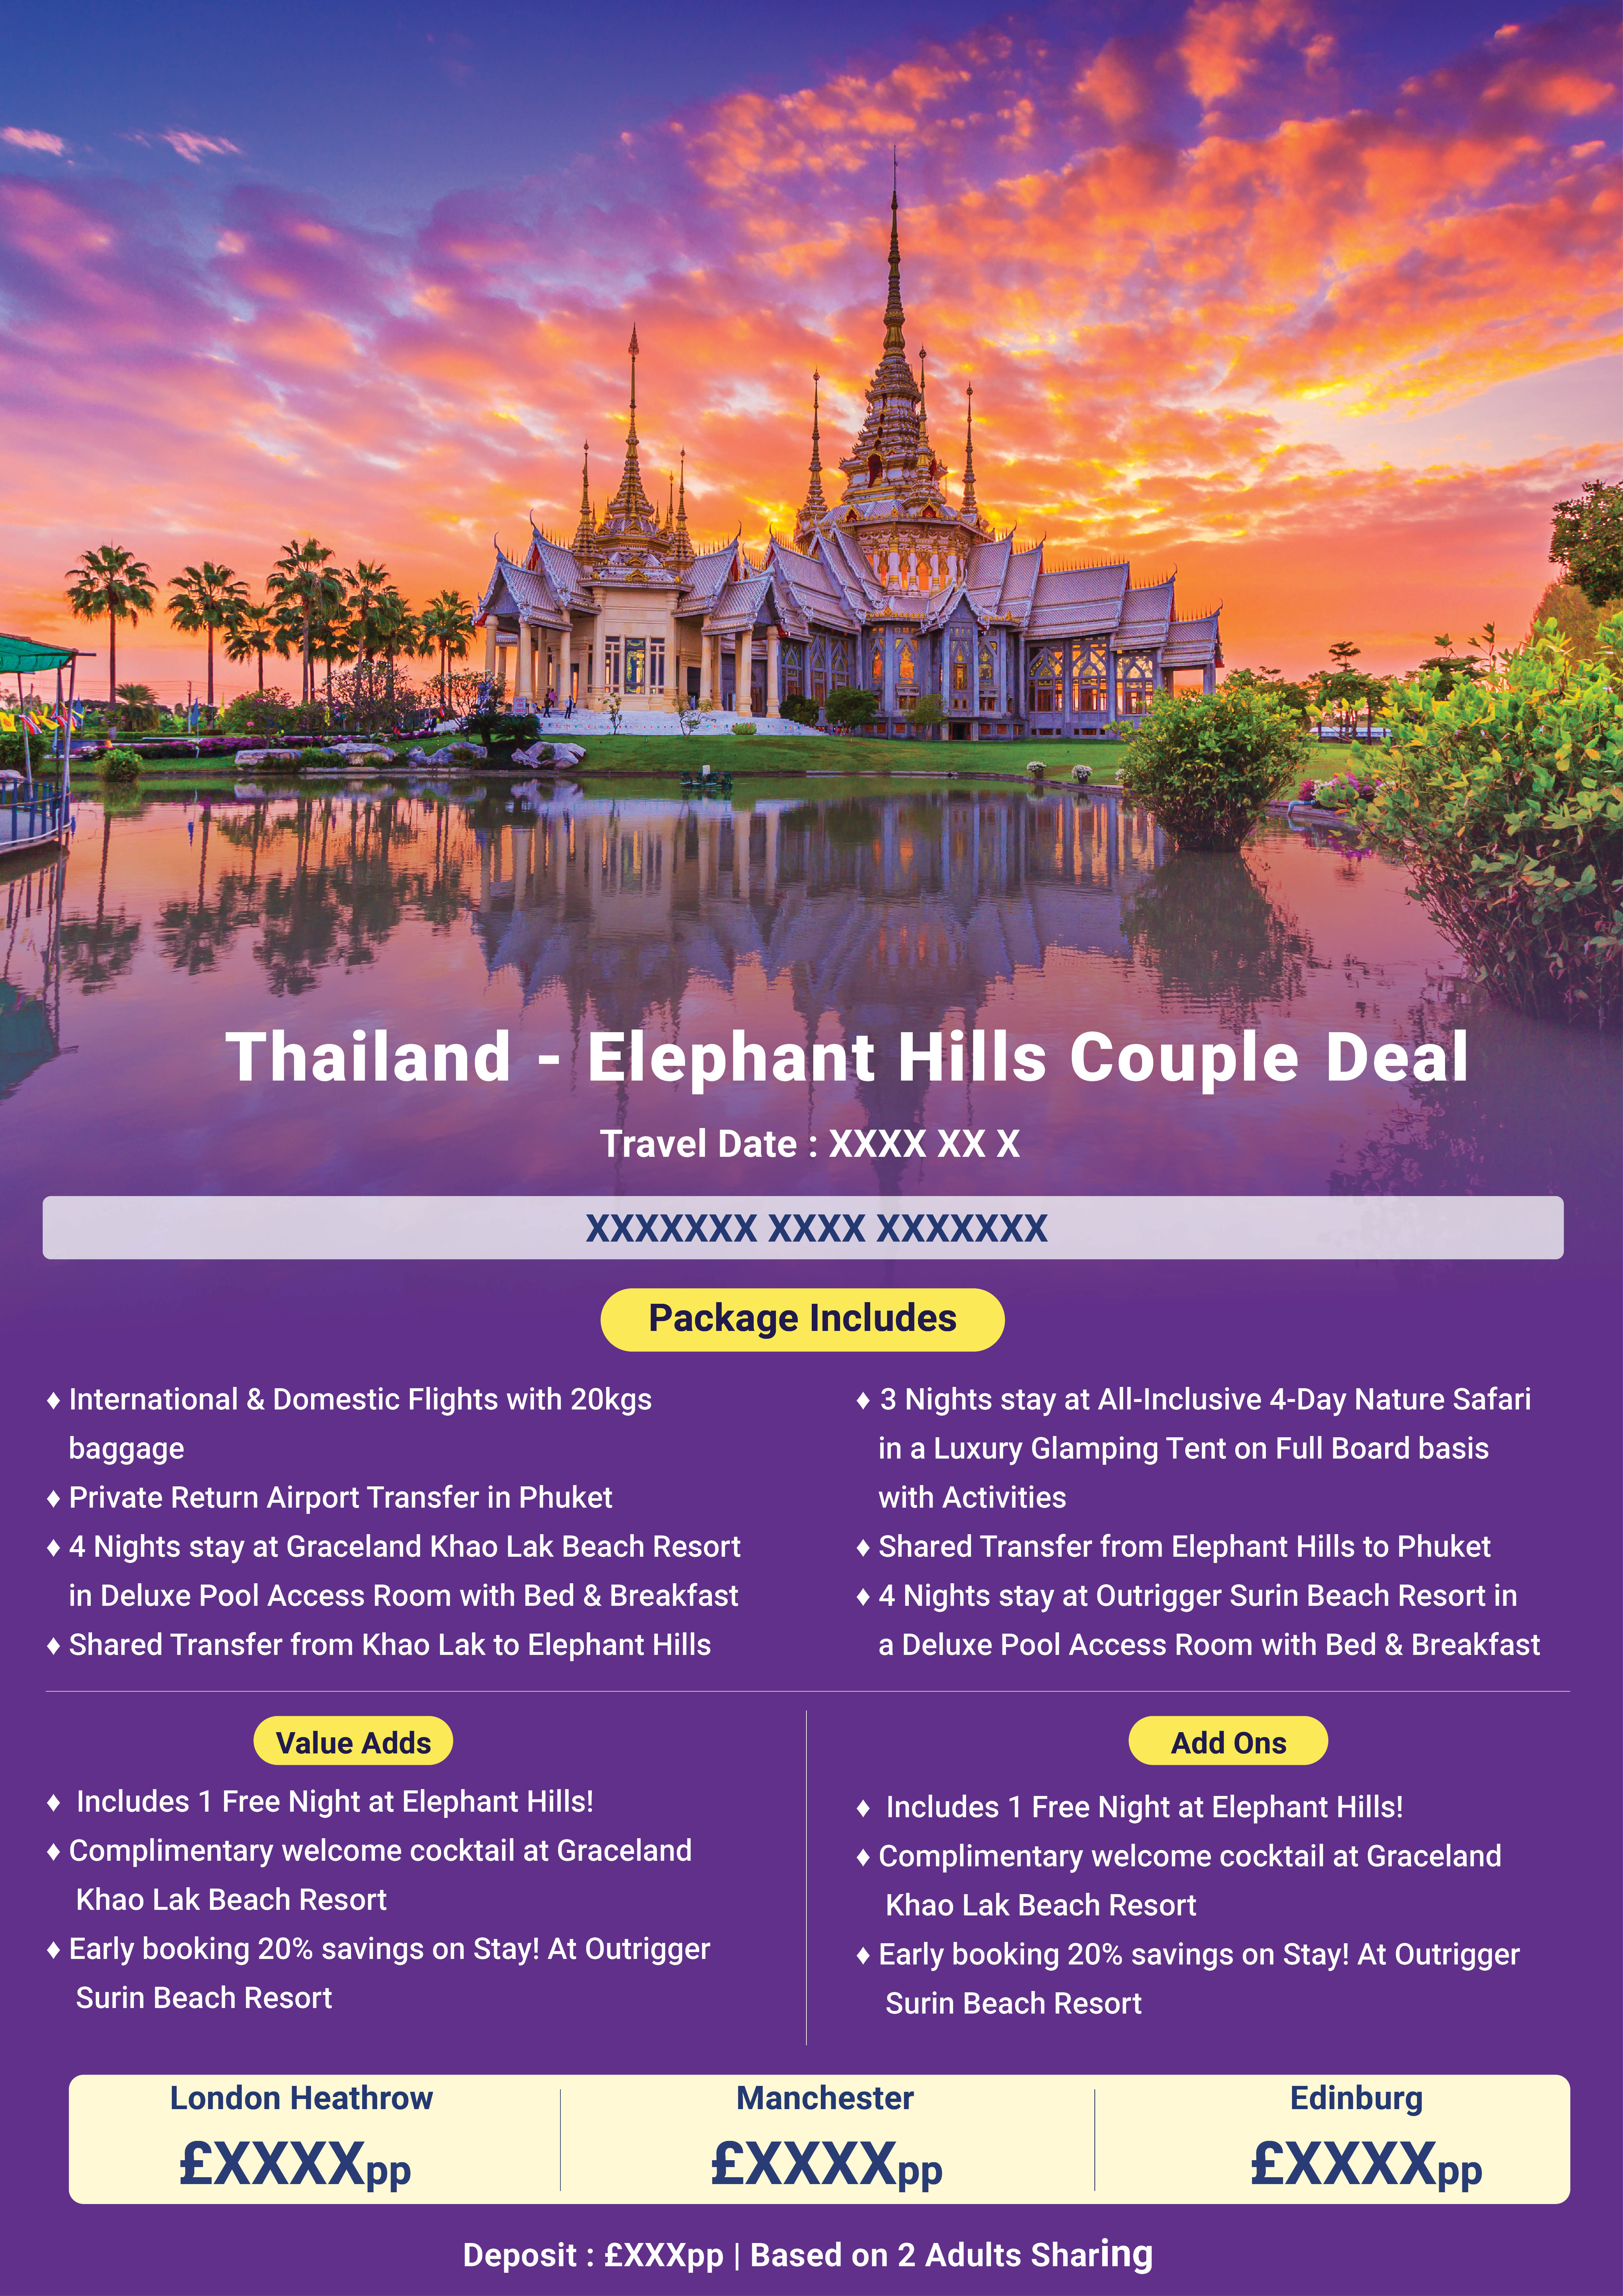 Thailand - Elephant Hills Couple Deal
Travel Date : XXXX XX X
XXXXXXX XXXX XXXXXXX
Package Includes
♦ International & Domestic Flights with 20kgs
baggage
♦ Private Return Airport Transfer in Phuket
♦ 4 Nights stay at Graceland Khao Lak Beach Resort
in Deluxe Pool Access Room with Bed & Breakfast
♦ Shared Transfer from Khao Lak to Elephant Hills
♦ 3 Nights stay at All-Inclusive 4-Day Nature Safari
in a Luxury Glamping Tent on Full Board basis
with Activities
♦ Shared Transfer from Elephant Hills to Phuket
♦ 4 Nights stay at Outrigger Surin Beach Resort in
a Deluxe Pool Access Room with Bed & Breakfast
Value Adds
♦ Includes 1 Free Night at Elephant Hills!
♦ Complimentary welcome cocktail at Graceland
Khao Lak Beach Resort
♦ Early booking 20% savings on Stay! At Outrigger
Surin Beach Resort
Add Ons
♦ Includes 1 Free Night at Elephant Hills!
♦ Complimentary welcome cocktail at Graceland
Khao Lak Beach Resort
♦ Early booking 20% savings on Stay! At Outrigger
Surin Beach Resort
London Heathrow
£XXXXpp
Manchester
£XXXXpp
Edinburg
£XXXXpp
Deposit : £XXXpp | Based on 2 Adults Sharing